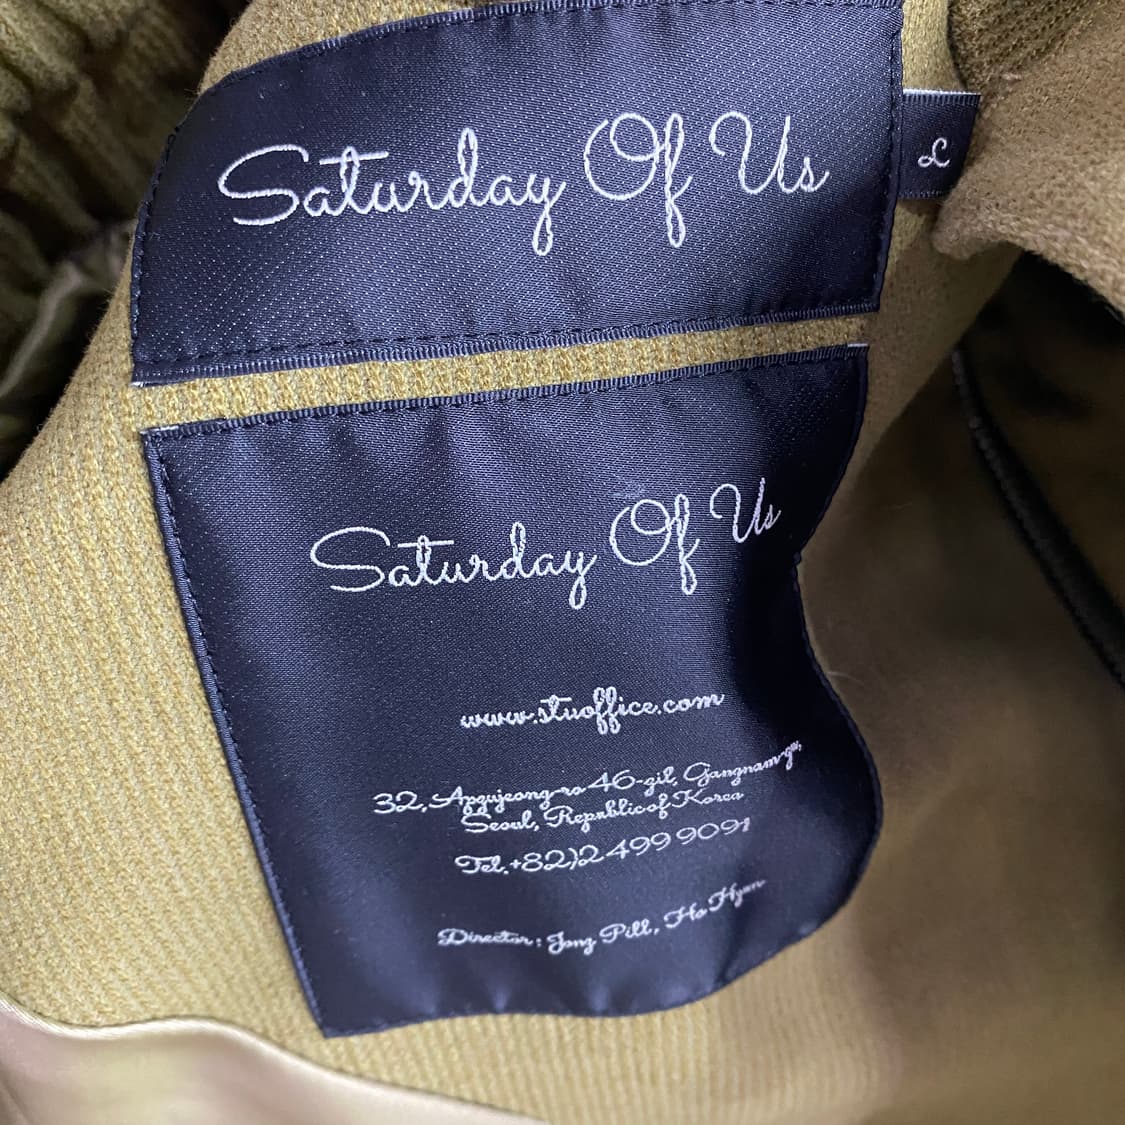 Saturday Of Us
L
Saturday Of Us
www.stuoffice.com
32, Apgujeong-ro 46-gil, Gangnam-gu,
Seoul, Republic of Korea
Tel. +82)2 499 9091
Director : Jong Pill, Ha Hyun